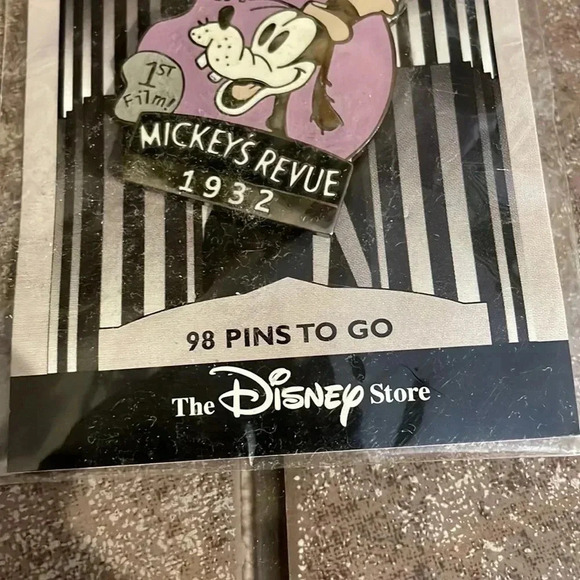 1ST
Film!
MICKEY'S REVUE
1932
98 PINS TO GO
The Disney Store